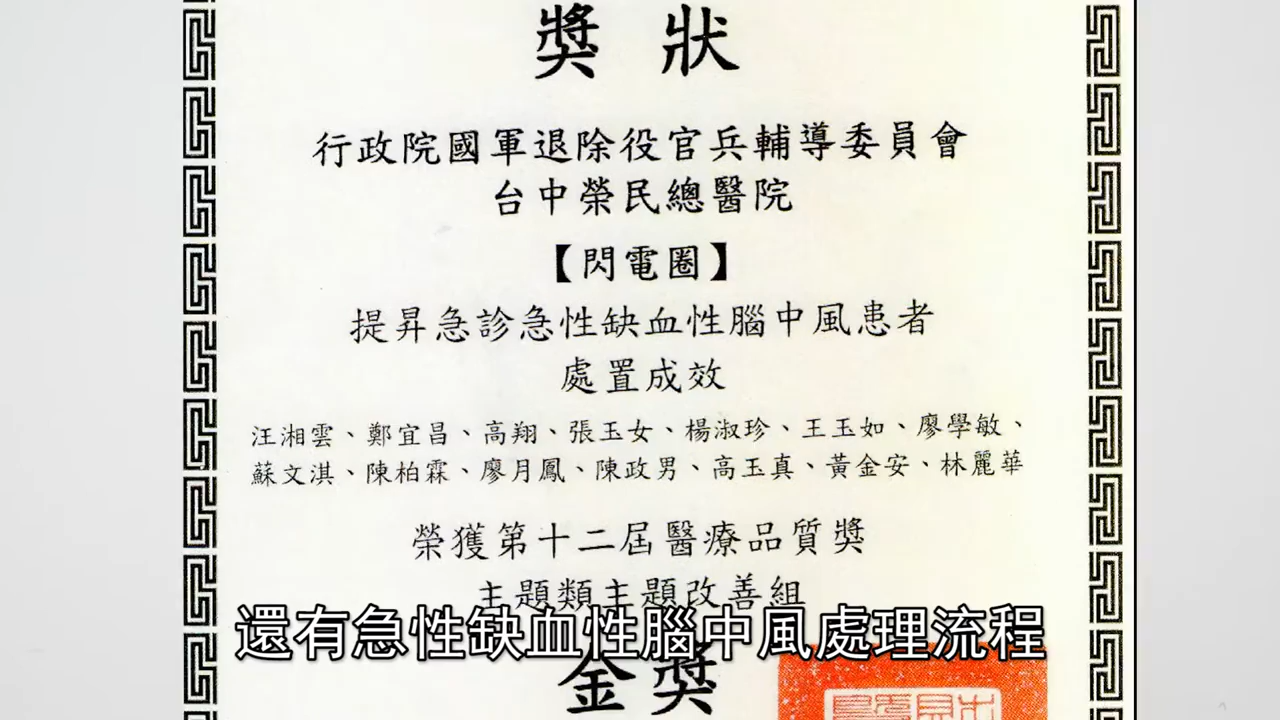 獎狀
行政院國軍退除役官兵輔導委員會
台中榮民總醫院
【閃電圈】
提昇急診急性缺血性腦中風患者
處置成效
汪湘雲、鄭宜昌、高翔、張玉女、楊淑珍、王玉如、廖學敏、
蘇文淇、陳柏霖、廖月鳳、陳政男、高玉真、黃金安、林麗華
榮獲第十二屆醫療品質獎
主題類主題改善組
還有急性缺血性腦中風處理流程
金獎